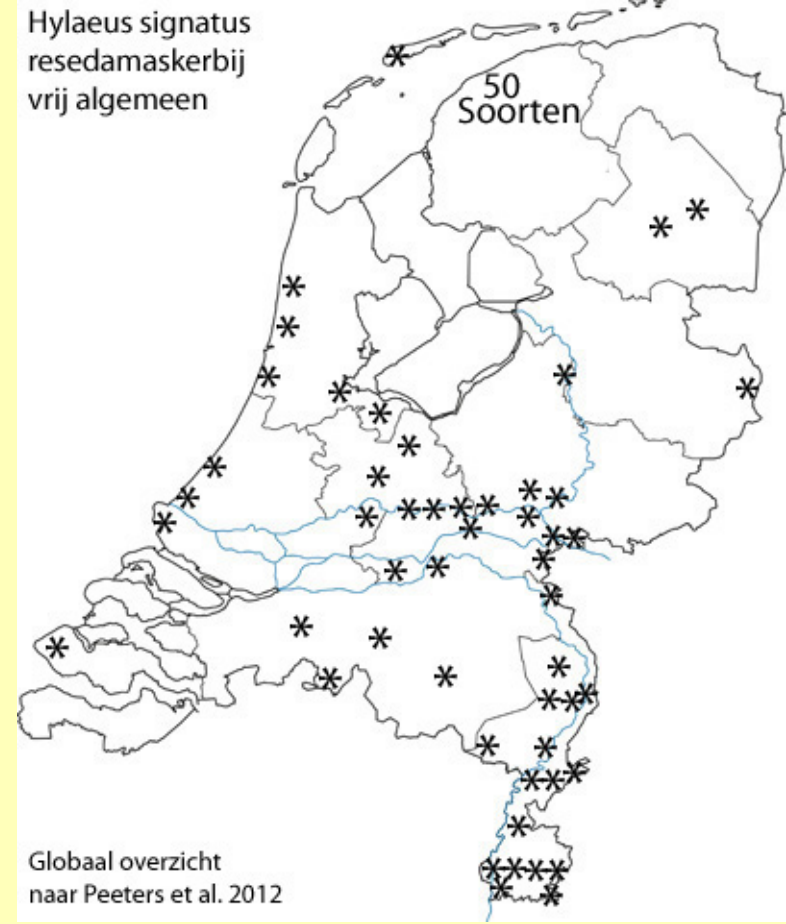 Hylaeus signatus
resedamaskerbij
vrij algemeen
50
Soorten
Globaal overzicht
naar Peeters et al. 2012